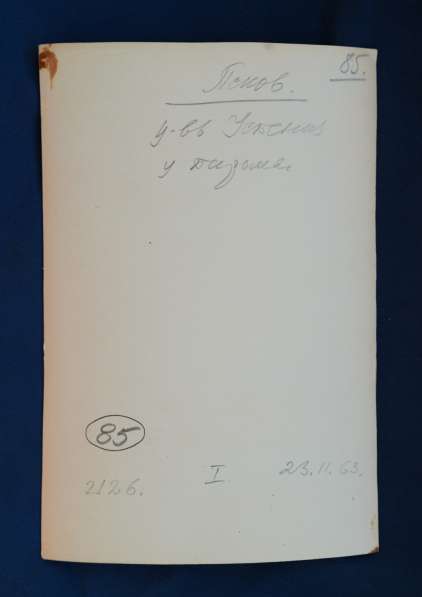 85.
Псков.
ц-вь Успения
у парома.
85
2126.
I
23.11.63.